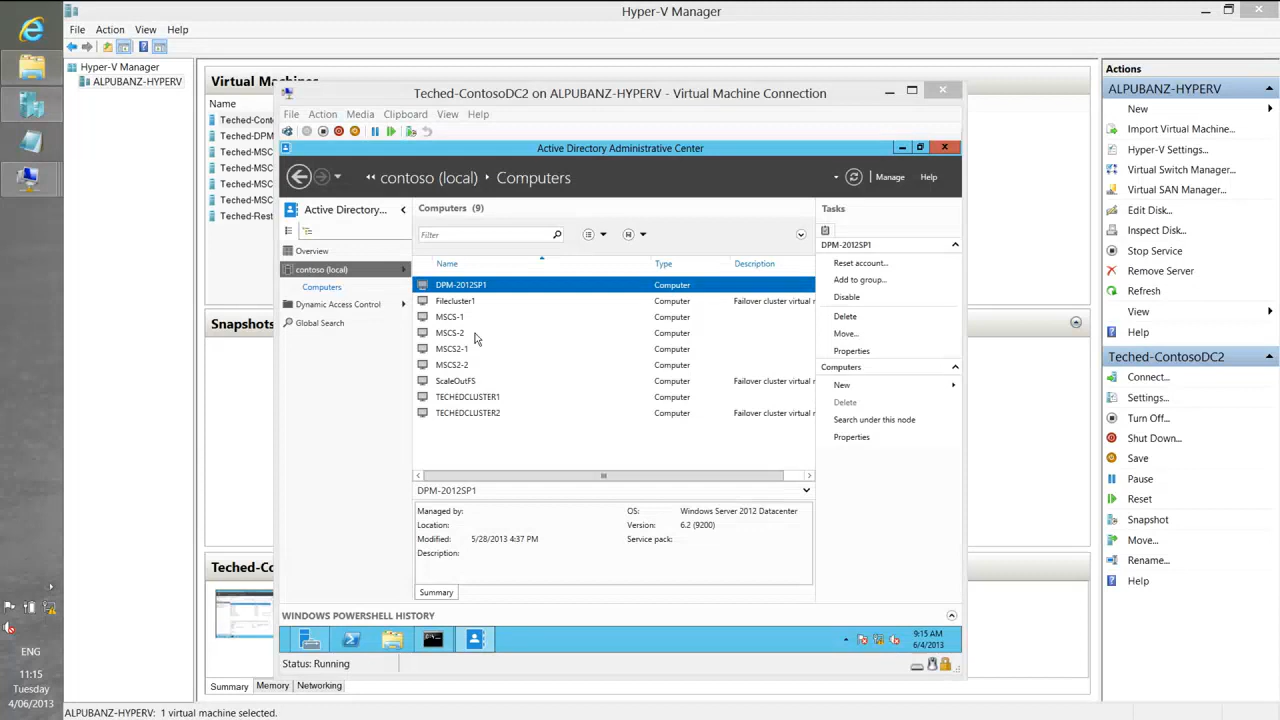 Hyper-V Manager
File Action View Help
Hyper-V Manager
ALPUBANZ-HYPERV
Virtual Machines
Name
Teched-Cont
Teched-DPM
Teched-MSC
Teched-MSC
Teched-MSC
Teched-MSC
Teched-Rest
Snapshots
Teched-Co
Summary Memory Networking
Teched-ContosoDC2 on ALPUBANZ-HYPERV - Virtual Machine Connection
File Action Media Clipboard View Help
Active Directory Administrative Center
contoso (local) Computers
Manage Help
Active Directory...
Overview
contoso (local)
Computers
Dynamic Access Control
Global Search
Computers (9)
Filter
Name Type Description
DPM-2012SP1 Computer
Filecluster1 Computer Failover cluster virtual r
MSCS-1 Computer
MSCS-2 Computer
MSCS2-1 Computer
MSCS2-2 Computer
ScaleOutFS Computer Failover cluster virtual r
TECHEDCLUSTER1 Computer Failover cluster virtual r
TECHEDCLUSTER2 Computer Failover cluster virtual r
DPM-2012SP1
Managed by: OS: Windows Server 2012 Datacenter
Location: Version: 6.2 (9200)
Modified: 5/28/2013 4:37 PM Service pack:
Description:
Summary
Tasks
DPM-2012SP1
Reset account...
Add to group...
Disable
Delete
Move...
Properties
Computers
New
Delete
Search under this node
Properties
WINDOWS POWERSHELL HISTORY
9:15 AM
6/4/2013
Status: Running
Actions
ALPUBANZ-HYPERV
New
Import Virtual Machine...
Hyper-V Settings...
Virtual Switch Manager...
Virtual SAN Manager...
Edit Disk...
Inspect Disk...
Stop Service
Remove Server
Refresh
View
Help
Teched-ContosoDC2
Connect...
Settings...
Turn Off...
Shut Down...
Save
Pause
Reset
Snapshot
Move...
Rename...
Help
ENG
11:15
Tuesday
4/06/2013
ALPUBANZ-HYPERV: 1 virtual machine selected.